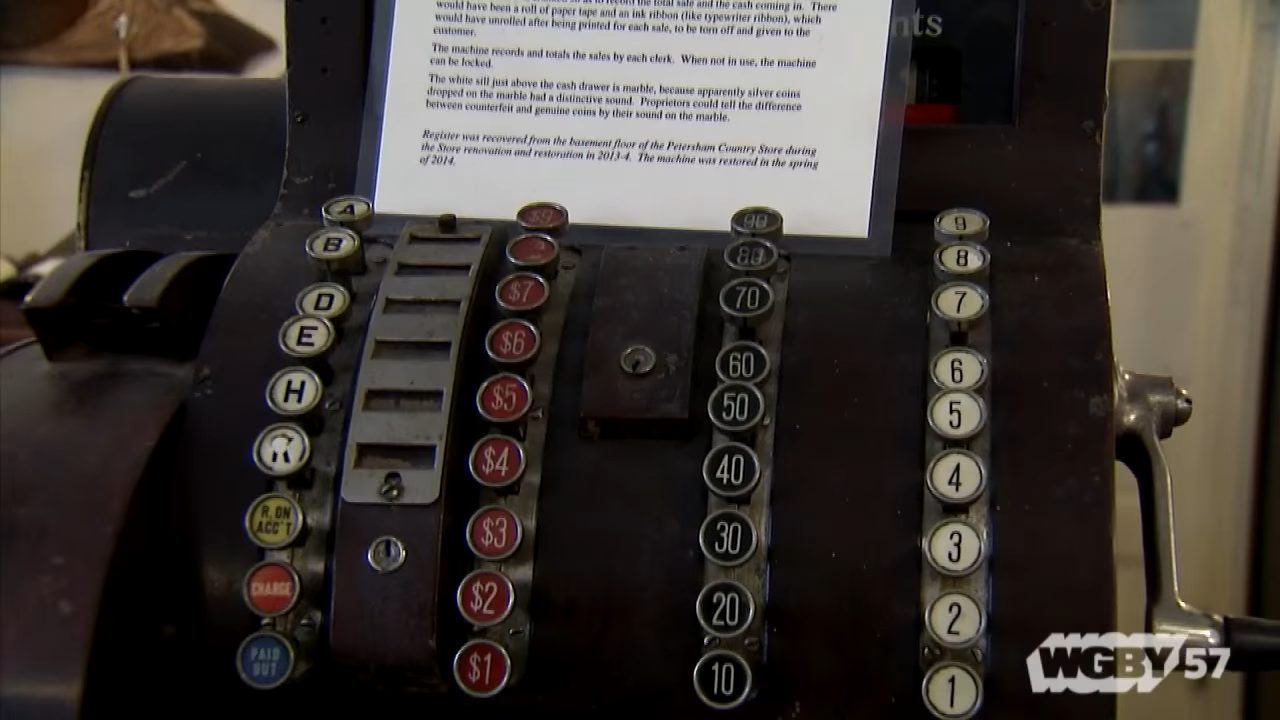 would have been a roll of paper tape and an ink ribbon (like typewriter ribbon), which
would have unrolled after being printed for each sale, to be torn off and given to the
customer.
The machine records and totals the sales by each clerk. When not in use, the machine
can be locked.
The white sill just above the cash drawer is marble, because apparently silver coins
dropped on the marble had a distinctive sound. Proprietors could tell the difference
between counterfeit and genuine coins by their sound on the marble.
Register was recovered from the basement floor of the Petersham Country Store during
the Store renovation and restoration in 2013-4. The machine was restored in the spring
of 2014.
nts
A
B
D
E
H
K
R. ON
ACC'T
CHARGE
PAID
OUT
$9
$7
$6
$5
$4
$3
$2
$1
90
80
70
60
50
40
30
20
10
9
8
7
6
5
4
3
2
1
WGBY 57